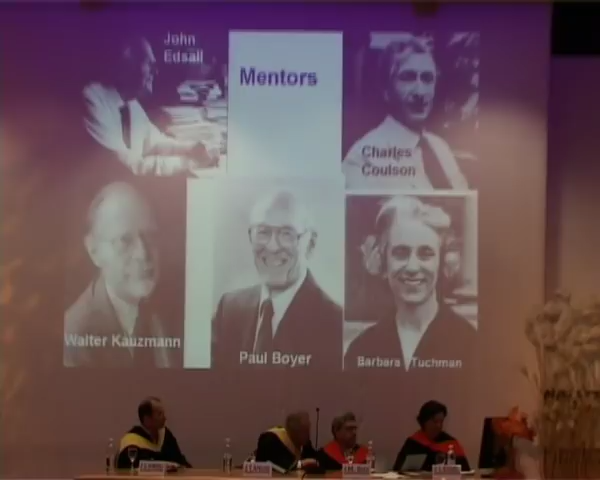 John
Edsall
Mentors
Charles
Coulson
Walter Kauzmann
Paul Boyer
Barbara Tuchman